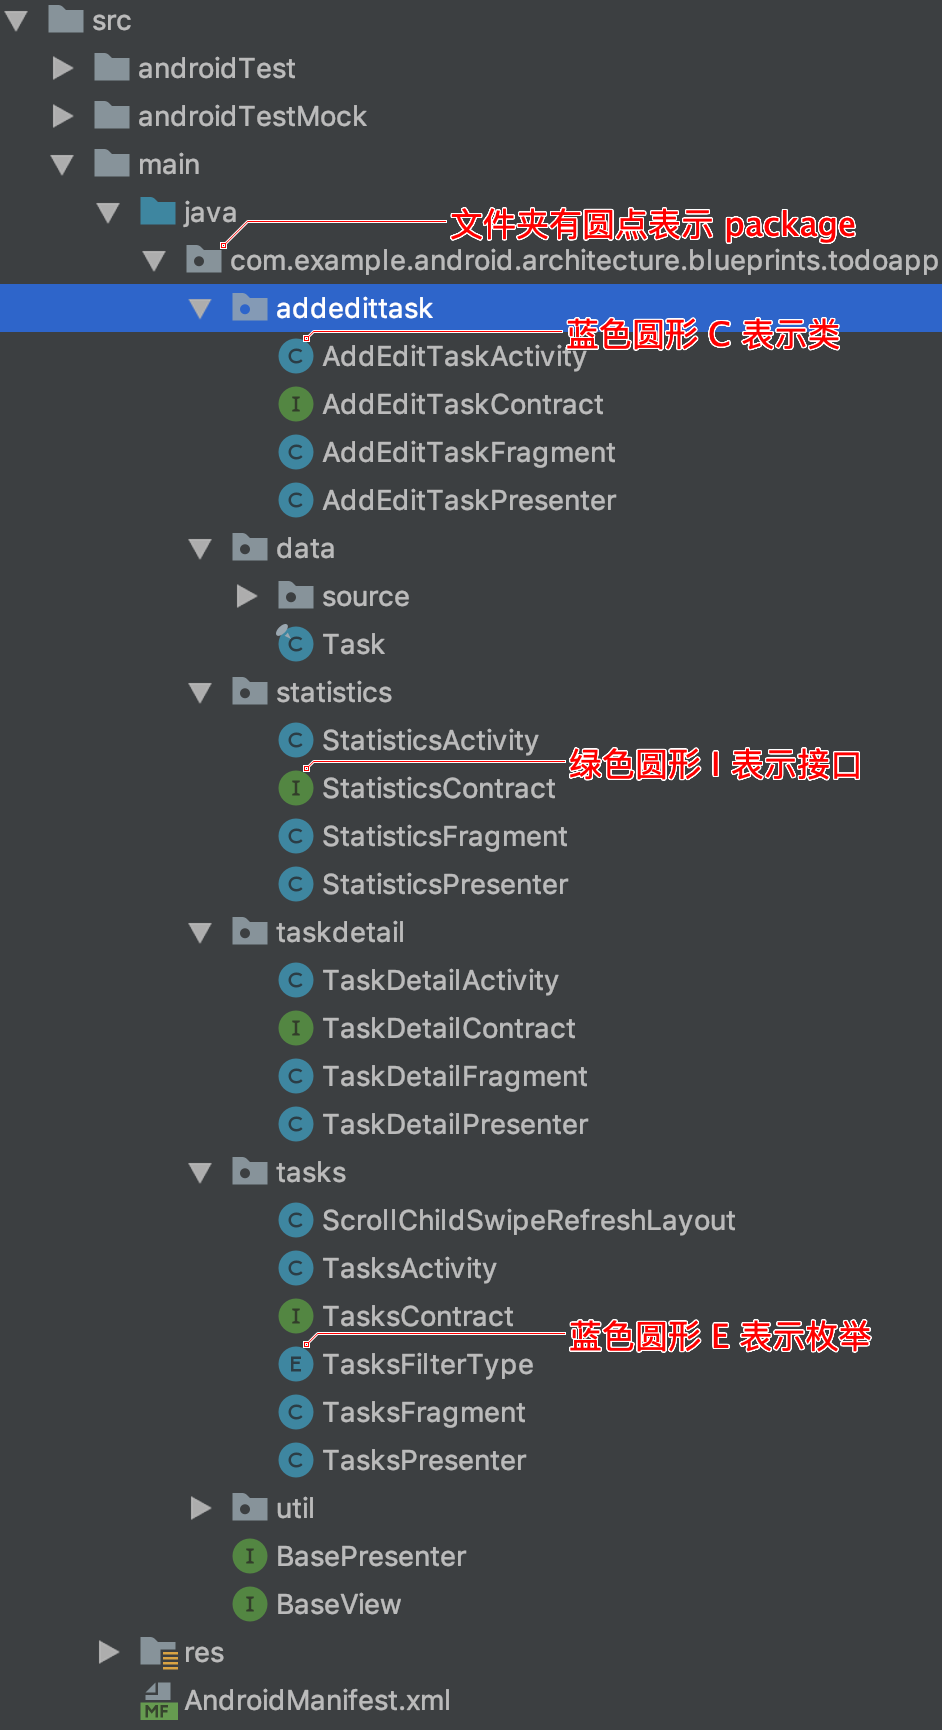 src
androidTest
androidTestMock
main
java
文件夹有圆点表示 package
com.example.android.architecture.blueprints.todoapp
addedittask
蓝色圆形 C 表示类
C AddEditTaskActivity
I AddEditTaskContract
C AddEditTaskFragment
C AddEditTaskPresenter
data
source
C Task
statistics
C StatisticsActivity
绿色圆形 I 表示接口
I StatisticsContract
C StatisticsFragment
C StatisticsPresenter
taskdetail
C TaskDetailActivity
I TaskDetailContract
C TaskDetailFragment
C TaskDetailPresenter
tasks
C ScrollChildSwipeRefreshLayout
C TasksActivity
I TasksContract
蓝色圆形 E 表示枚举
E TasksFilterType
C TasksFragment
C TasksPresenter
util
I BasePresenter
I BaseView
res
MF AndroidManifest.xml